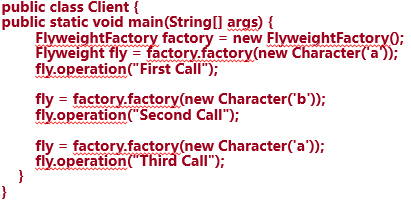 public class Client {
public static void main(String[] args) {
FlyweightFactory factory = new FlyweightFactory();
Flyweight fly = factory.factory(new Character('a'));
fly.operation("First Call");
fly = factory.factory(new Character('b'));
fly.operation("Second Call");
fly = factory.factory(new Character('a'));
fly.operation("Third Call");
}
}